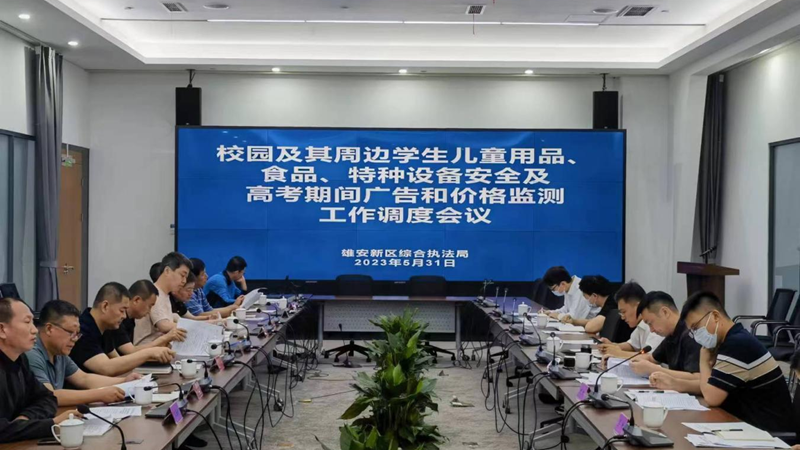 校园及其周边学生儿童用品、
食品、特种设备安全及
高考期间广告和价格监测
工作调度会议
雄安新区综合执法局
2023年5月31日